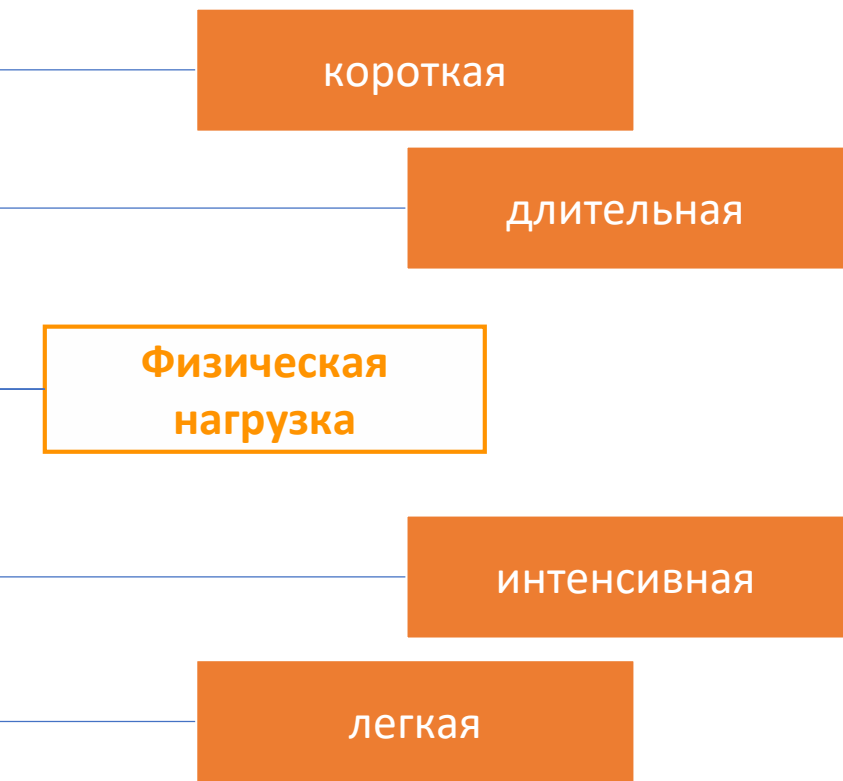 короткая
длительная
Физическая
нагрузка
интенсивная
легкая